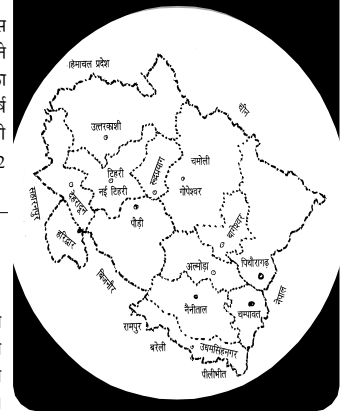 हिमाचल प्रदेश
चीन
उत्तरकाशी
चमोली
टिहरी
रूद्रप्रयाग
नई टिहरी
गोपेश्वर
देहरादून
सहारनपुर
पौड़ी
बागेश्वर
हरिद्वार
पिथौरागढ़
अल्मोड़ा
बिजनौर
नेपाल
नैनीताल
चम्पावत
रामपुर
उधमसिंहनगर
बरेली
पीलीभीत